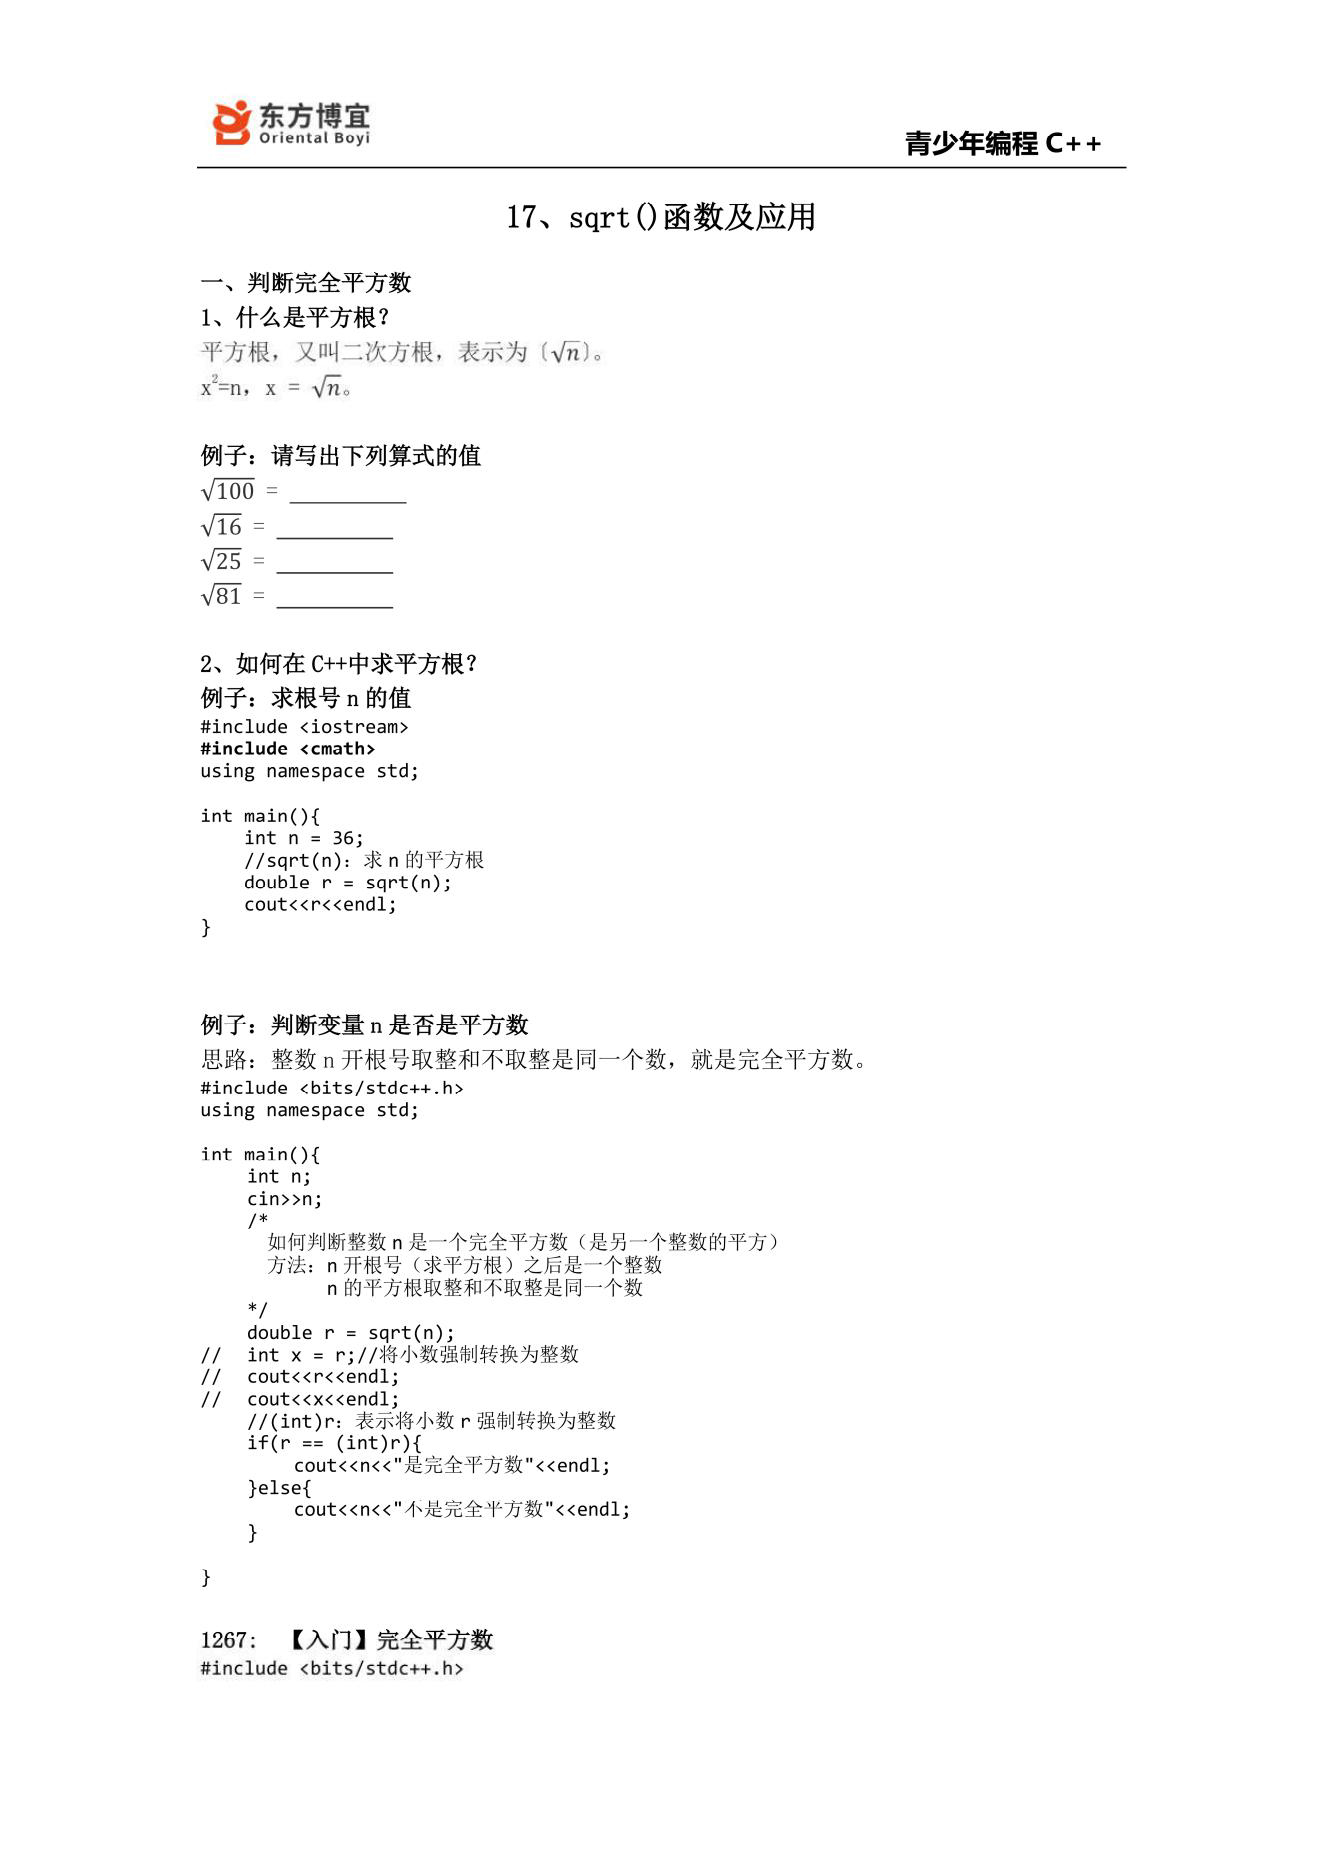 东方博宜
Oriental Boyi
青少年编程 C++
17、sqrt()函数及应用
一、判断完全平方数
1、什么是平方根？
平方根，又叫二次方根，表示为〔√n〕。
x²=n，x = √n。
例子：请写出下列算式的值
√100 = __________
√16 = __________
√25 = __________
√81 = __________
2、如何在 C++中求平方根？
例子：求根号 n 的值
#include <iostream>
#include <cmath>
using namespace std;
int main(){
    int n = 36;
    //sqrt(n)：求 n 的平方根
    double r = sqrt(n);
    cout<<r<<endl;
}
例子：判断变量 n 是否是平方数
思路：整数 n 开根号取整和不取整是同一个数，就是完全平方数。
#include <bits/stdc++.h>
using namespace std;
int main(){
    int n;
    cin>>n;
    /*
      如何判断整数 n 是一个完全平方数（是另一个整数的平方）
      方法：n 开根号（求平方根）之后是一个整数
            n 的平方根取整和不取整是同一个数
    */
    double r = sqrt(n);
//  int x = r;//将小数强制转换为整数
//  cout<<r<<endl;
//  cout<<x<<endl;
    //(int)r：表示将小数 r 强制转换为整数
    if(r == (int)r){
        cout<<n<<"是完全平方数"<<endl;
    }else{
        cout<<n<<"不是完全平方数"<<endl;
    }
}
1267:  【入门】完全平方数
#include <bits/stdc++.h>